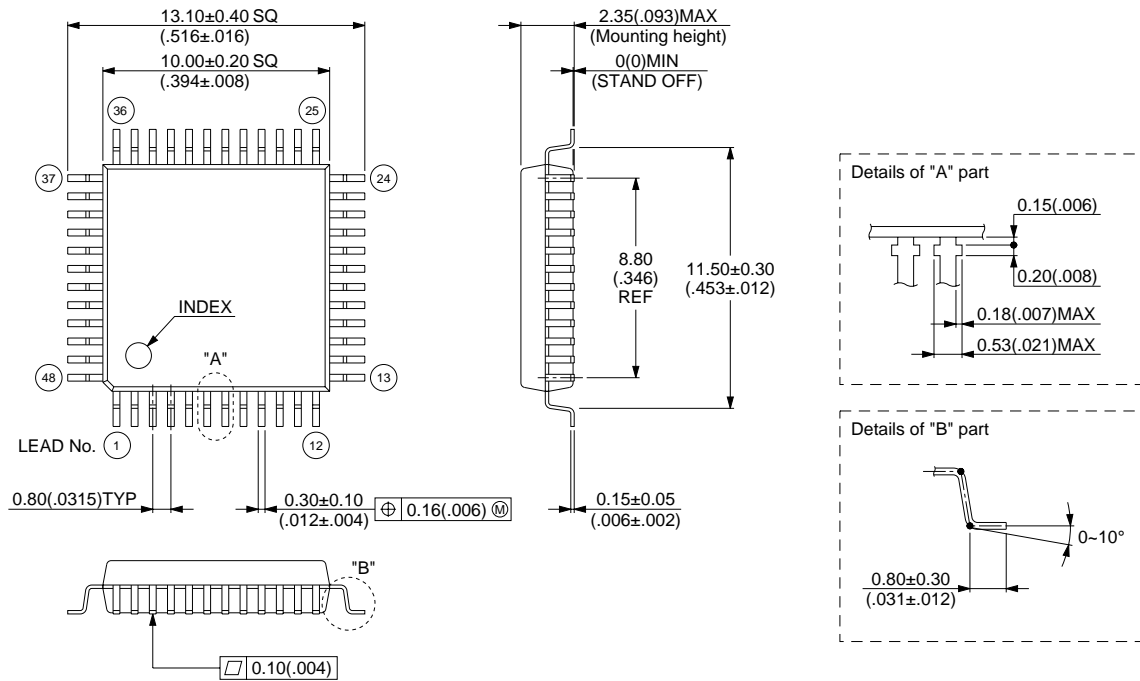 13.10±0.40 SQ
(.516±.016)
10.00±0.20 SQ
(.394±.008)
36
25
37
24
INDEX
"A"
48
13
LEAD No.
1
12
0.80(.0315)TYP
0.30±0.10
(.012±.004)
⌖ 0.16(.006) Ⓜ
2.35(.093)MAX
(Mounting height)
0(0)MIN
(STAND OFF)
8.80
(.346)
REF
11.50±0.30
(.453±.012)
0.15±0.05
(.006±.002)
"B"
0.10(.004)
Details of "A" part
0.15(.006)
0.20(.008)
0.18(.007)MAX
0.53(.021)MAX
Details of "B" part
0~10°
0.80±0.30
(.031±.012)